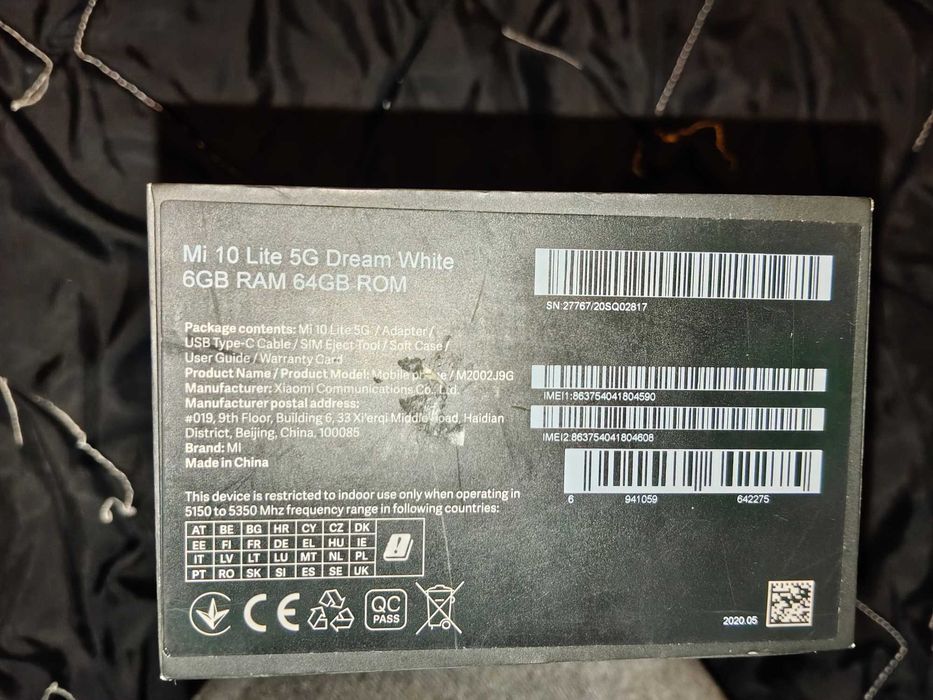 Mi 10 Lite 5G Dream White
6GB RAM 64GB ROM
Package contents: Mi 10 Lite 5G / Adapter /
USB Type-C Cable / SIM Eject Tool / Soft Case /
User Guide / Warranty Card
Product Name / Product Model: Mobile phone / M2002J9G
Manufacturer: Xiaomi Communications Co., Ltd.
Manufacturer postal address:
#019, 9th Floor, Building 6, 33 Xi'erqi Middle Road, Haidian
District, Beijing, China, 100085
Brand: Mi
Made in China
This device is restricted to indoor use only when operating in
5150 to 5350 Mhz frequency range in following countries:
AT BE BG HR CY CZ DK
EE FI FR DE EL HU IE
IT LV LT LU MT NL PL
PT RO SK SI ES SE UK
CE
QC
PASS
SN:27767/20SQ02817
IMEI1:863754041804590
IMEI2:863754041804608
6 941059 642275
2020.05